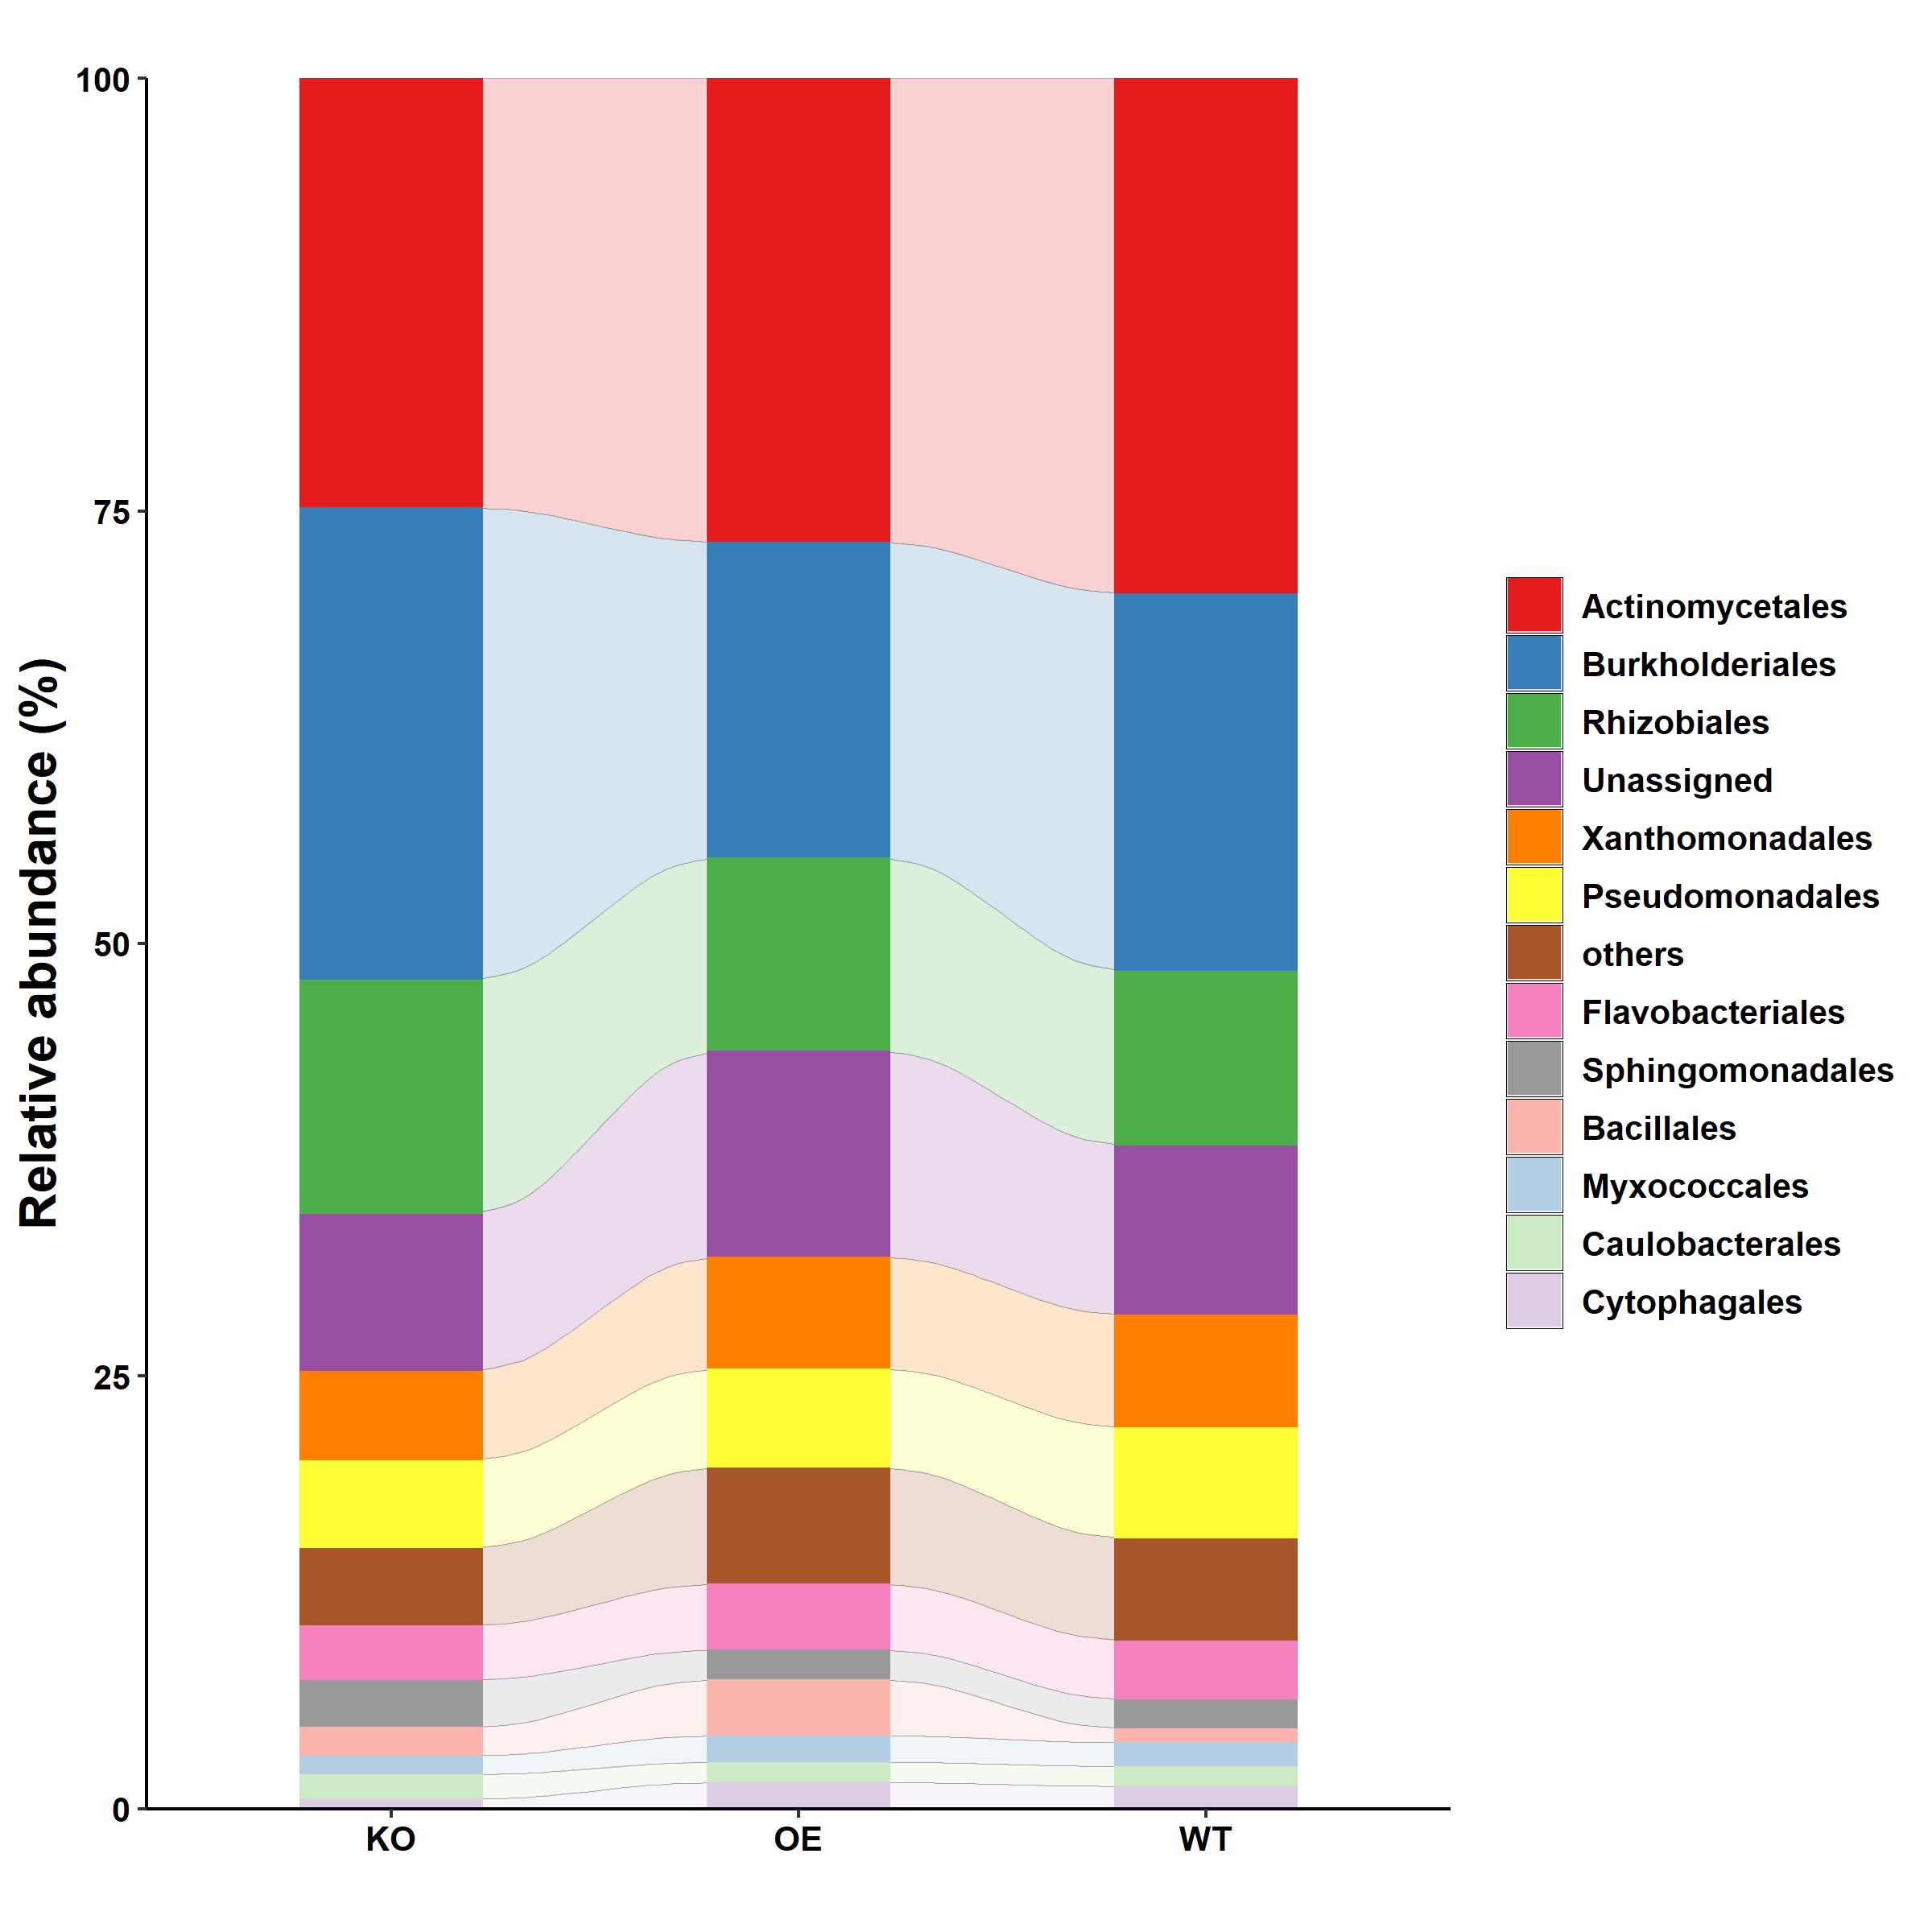 Relative abundance (%)
100
75
50
25
0
KO
OE
WT
Actinomycetales
Burkholderiales
Rhizobiales
Unassigned
Xanthomonadales
Pseudomonadales
others
Flavobacteriales
Sphingomonadales
Bacillales
Myxococcales
Caulobacterales
Cytophagales